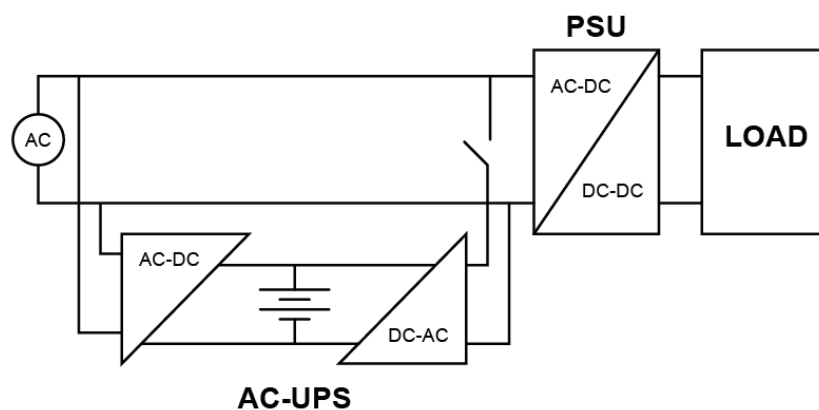 PSU
AC-DC
AC
LOAD
DC-DC
AC-DC
DC-AC
AC-UPS